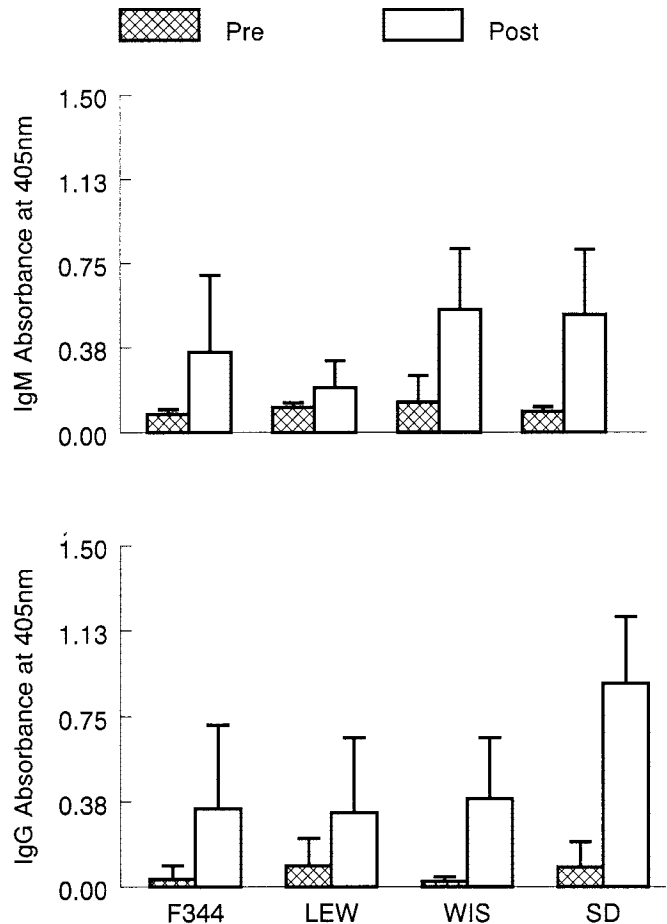 Pre Post
IgM Absorbance at 405nm
1.50
1.13
0.75
0.38
0.00
IgG Absorbance at 405nm
1.50
1.13
0.75
0.38
0.00
F344 LEW WIS SD